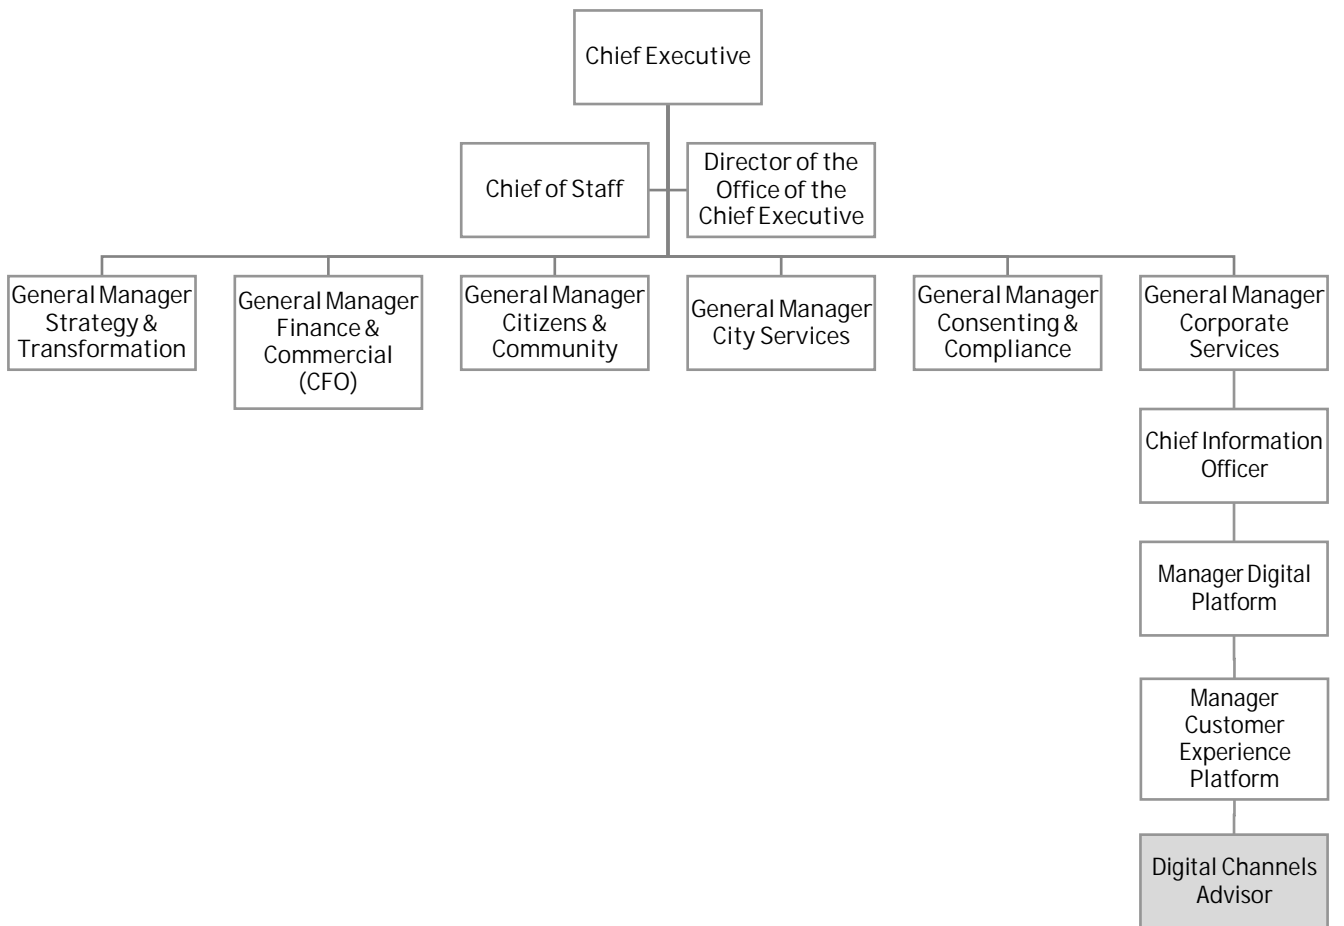 Chief Executive
Chief of Staff
Director of the
Office of the
Chief Executive
General Manager
Strategy &
Transformation
General Manager
Finance &
Commercial
(CFO)
General Manager
Citizens &
Community
General Manager
City Services
General Manager
Consenting &
Compliance
General Manager
Corporate
Services
Chief Information
Officer
Manager Digital
Platform
Manager
Customer
Experience
Platform
Digital Channels
Advisor